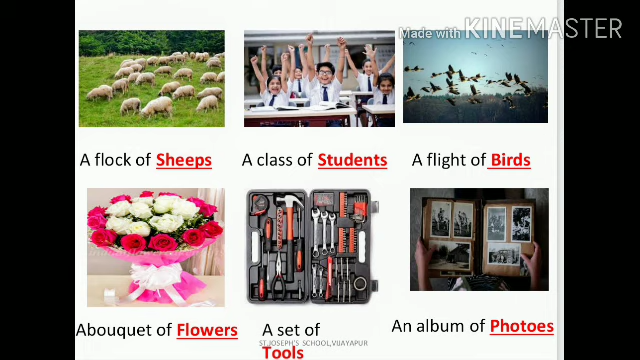 Made with KINEMASTER
A flock of Sheeps
A class of Students
A flight of Birds
Abouquet of Flowers
A set of
Tools
An album of Photoes
ST.JOSEPH'S SCHOOL,VIJAYAPUR